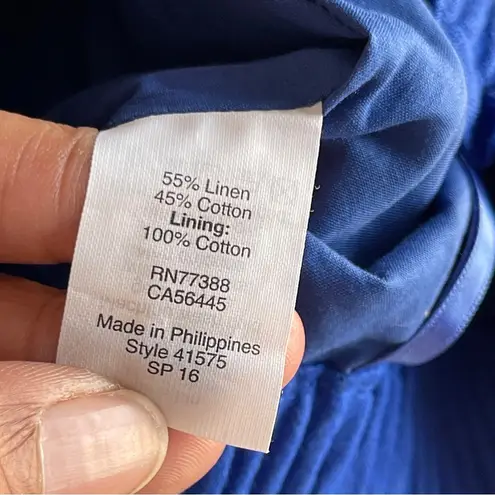 55% Linen
45% Cotton
Lining:
100% Cotton
RN77388
CA56445
Made in Philippines
Style 41575
SP 16